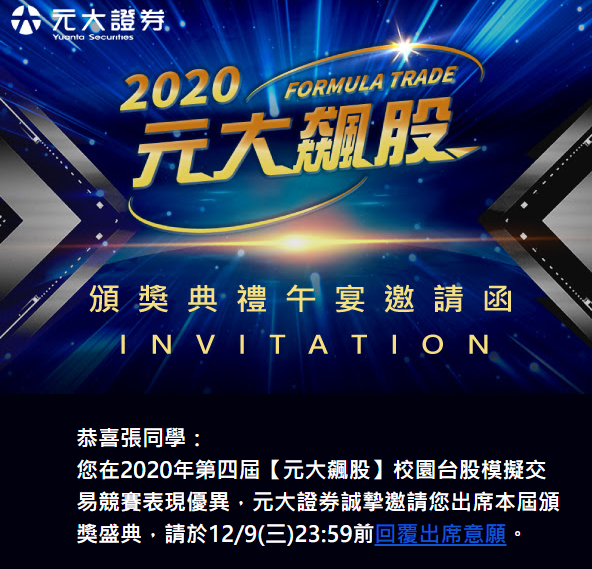 元大證券
Yuanta Securities
2020
FORMULA TRADE
元大飆股
頒獎典禮午宴邀請函
INVITATION
恭喜張同學：
您在2020年第四屆【元大飆股】校園台股模擬交
易競賽表現優異，元大證券誠摯邀請您出席本屆頒
獎盛典，請於12/9(三)23:59前回覆出席意願。